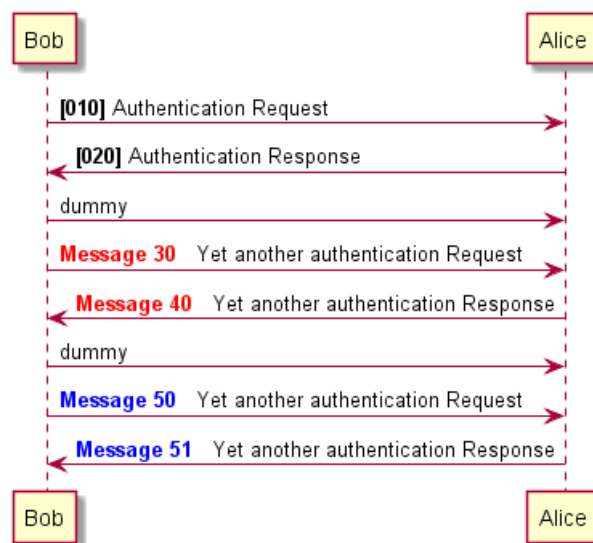 Bob Alice
[010] Authentication Request
[020] Authentication Response
dummy
Message 30 Yet another authentication Request
Message 40 Yet another authentication Response
dummy
Message 50 Yet another authentication Request
Message 51 Yet another authentication Response
Bob Alice